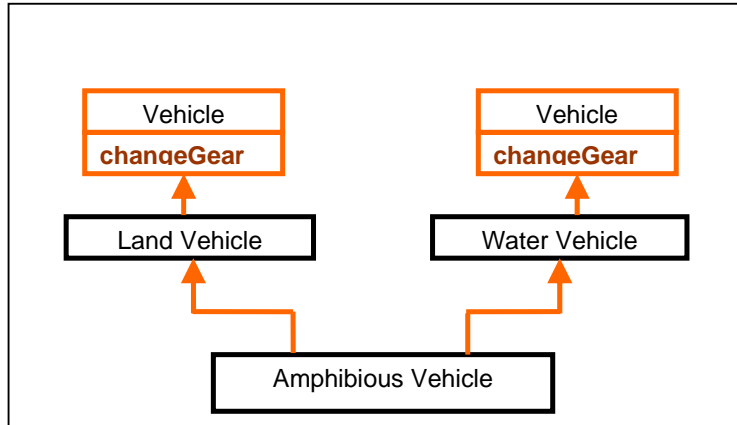 Vehicle
Vehicle
changeGear
changeGear
Land Vehicle
Water Vehicle
Amphibious Vehicle